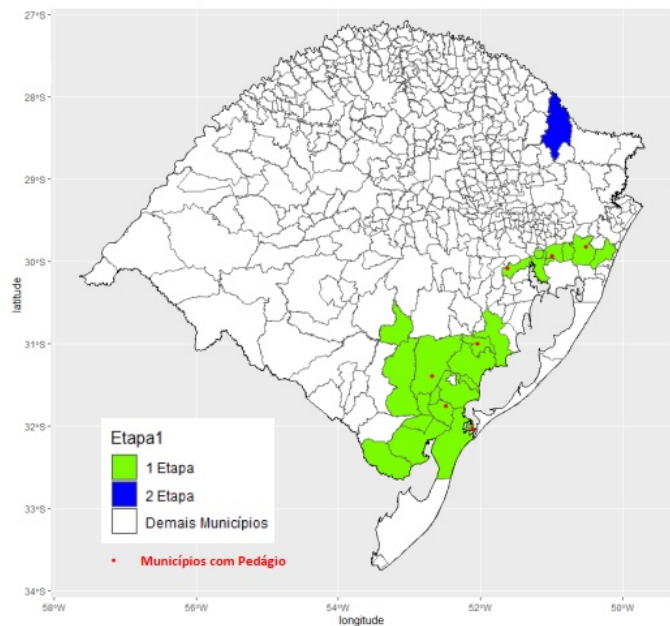 27°S
28°S
29°S
30°S
31°S
32°S
33°S
34°S
latitude
Etapa1
1 Etapa
2 Etapa
Demais Municípios
Municípios com Pedágio
58°W
56°W
54°W
52°W
50°W
longitude